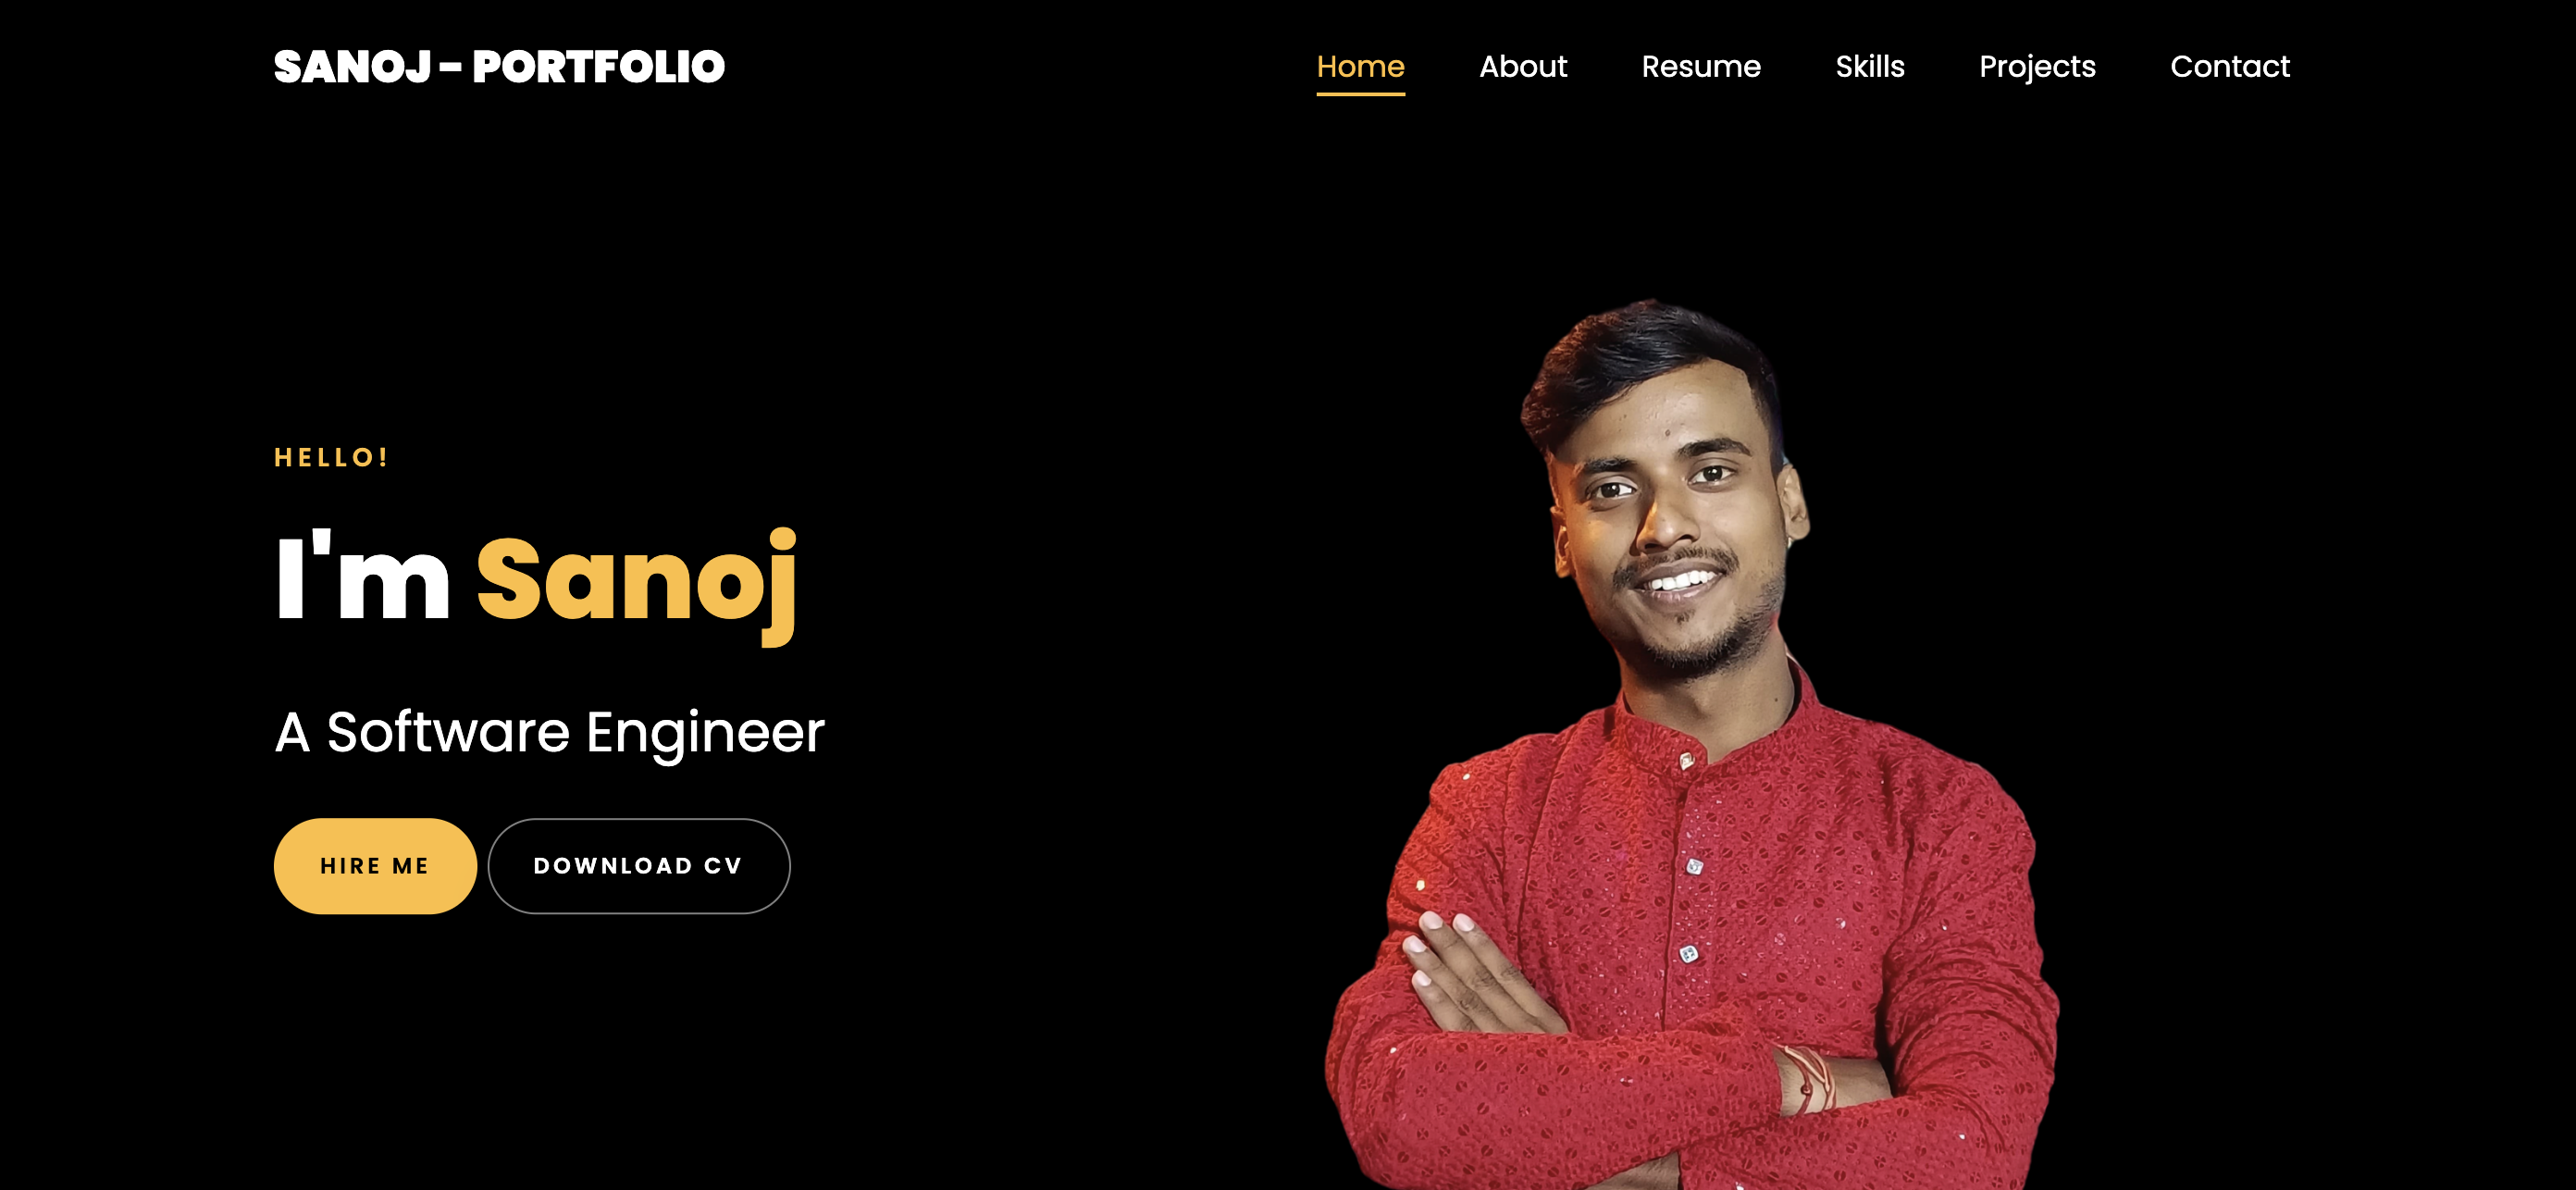 SANOJ - PORTFOLIO
Home About Resume Skills Projects Contact
HELLO!
I'm Sanoj
A Software Engineer
HIRE ME DOWNLOAD CV